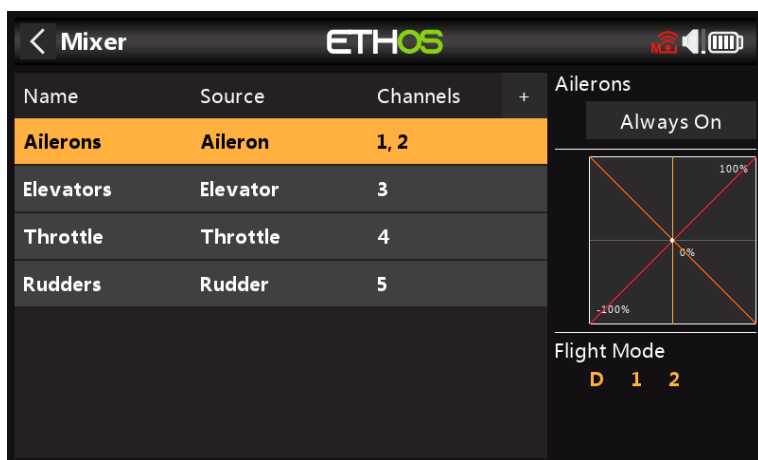 Mixer ETHOS
Name Source Channels +
Ailerons Aileron 1, 2
Elevators Elevator 3
Throttle Throttle 4
Rudders Rudder 5
Ailerons
Always On
100%
0%
-100%
Flight Mode
D 1 2